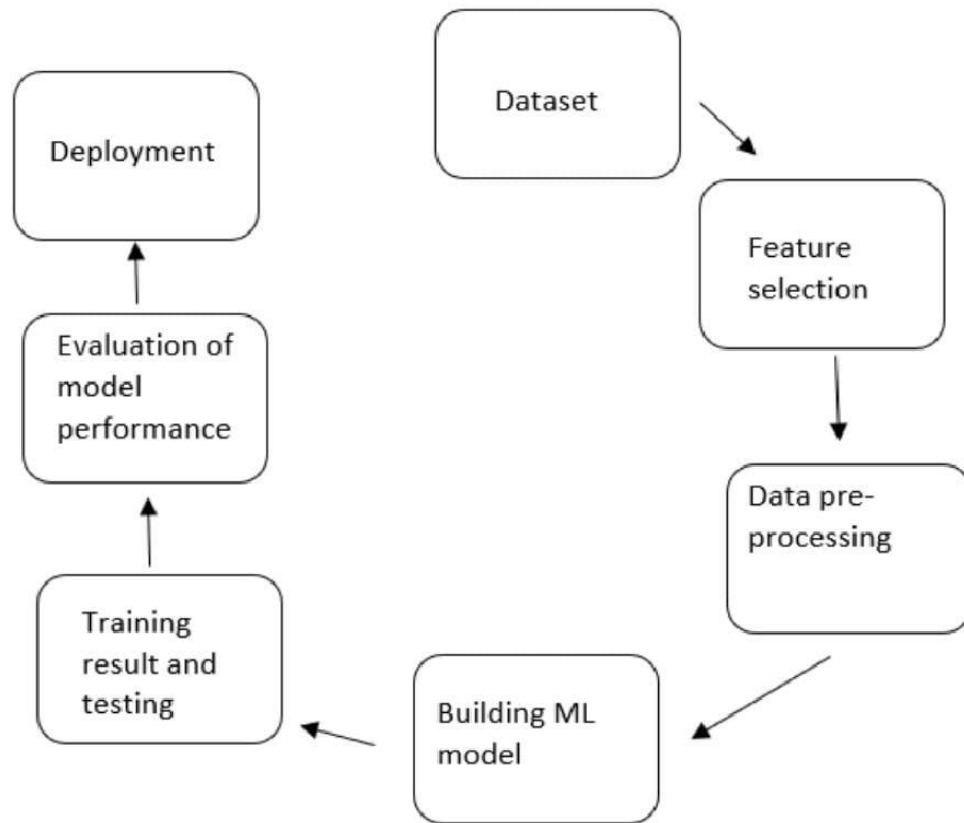 Dataset
Feature
selection
Data pre-
processing
Building ML
model
Training
result and
testing
Evaluation of
model
performance
Deployment